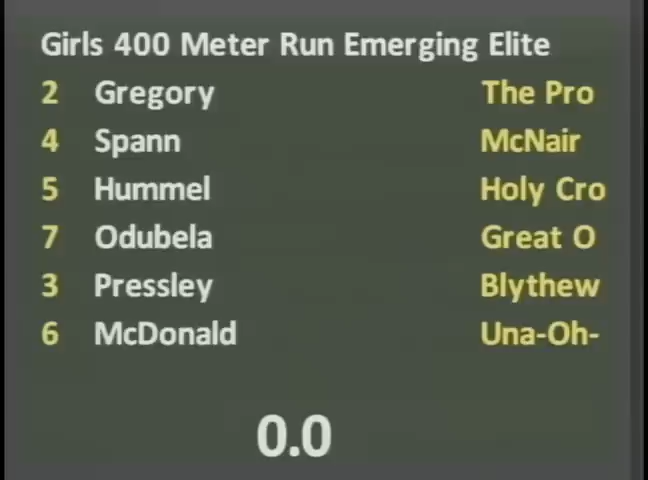 Girls 400 Meter Run Emerging Elite
2 Gregory The Pro
4 Spann McNair
5 Hummel Holy Cro
7 Odubela Great O
3 Pressley Blythew
6 McDonald Una-Oh-
0.0